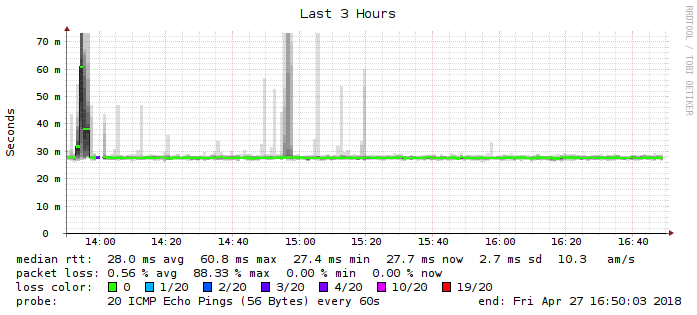 Last 3 Hours
RRDTOOL / TOBI OETIKER
Seconds
70 m
60 m
50 m
40 m
30 m
20 m
10 m
0
14:00 14:20 14:40 15:00 15:20 15:40 16:00 16:20 16:40
median rtt: 28.0 ms avg 60.8 ms max 27.4 ms min 27.7 ms now 2.7 ms sd 10.3 am/s
packet loss: 0.56 % avg 88.33 % max 0.00 % min 0.00 % now
loss color: 0 1/20 2/20 3/20 4/20 10/20 19/20
probe: 20 ICMP Echo Pings (56 Bytes) every 60s end: Fri Apr 27 16:50:03 2018